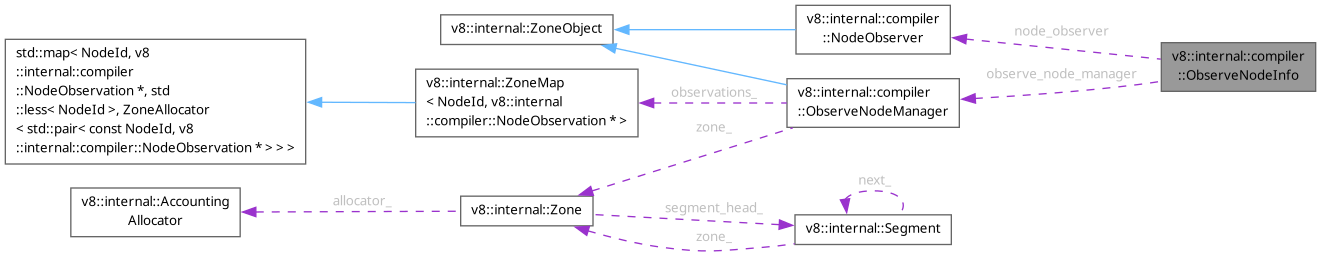 v8::internal::ZoneObject
v8::internal::compiler
::NodeObserver
node_observer
v8::internal::compiler
::ObserveNodeInfo
observe_node_manager
std::map< NodeId, v8
::internal::compiler
::NodeObservation *, std
::less< NodeId >, ZoneAllocator
< std::pair< const NodeId, v8
::internal::compiler::NodeObservation * > > >
v8::internal::ZoneMap
< NodeId, v8::internal
::compiler::NodeObservation * >
observations_
v8::internal::compiler
::ObserveNodeManager
zone_
v8::internal::Accounting
Allocator
allocator_
v8::internal::Zone
segment_head_
zone_
next_
v8::internal::Segment